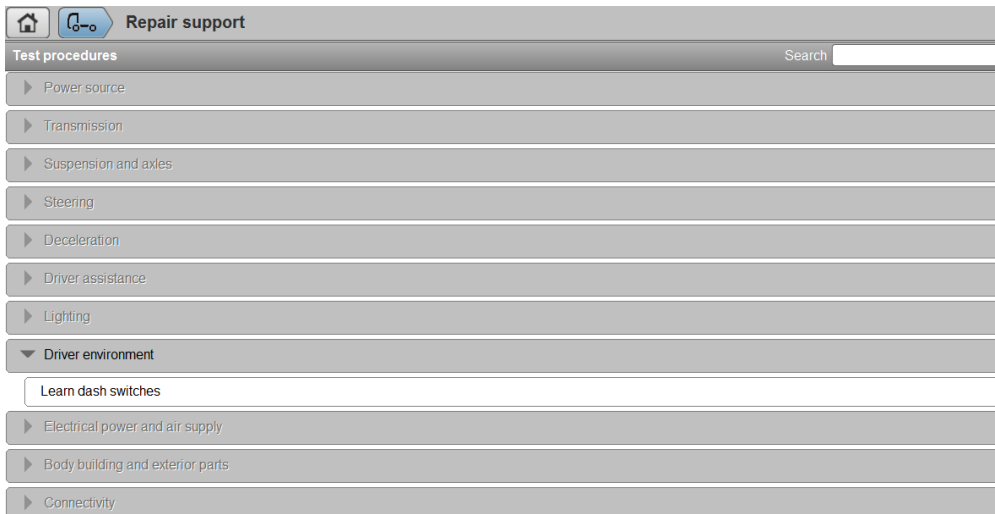 Repair support
Test procedures Search
Power source
Transmission
Suspension and axles
Steering
Deceleration
Driver assistance
Lighting
Driver environment
Learn dash switches
Electrical power and air supply
Body building and exterior parts
Connectivity